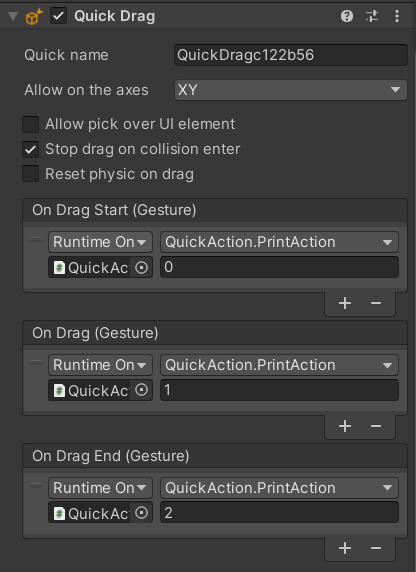 Quick Drag
Quick name QuickDragc122b56
Allow on the axes XY
Allow pick over UI element
Stop drag on collision enter
Reset physic on drag
On Drag Start (Gesture)
Runtime On QuickAction.PrintAction
QuickAc 0
+ −
On Drag (Gesture)
Runtime On QuickAction.PrintAction
QuickAc 1
+ −
On Drag End (Gesture)
Runtime On QuickAction.PrintAction
QuickAc 2
+ −